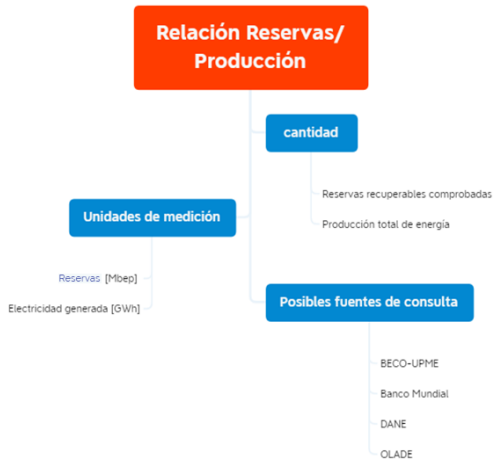 Relación Reservas/
Producción
cantidad
Reservas recuperables comprobadas
Producción total de energía
Unidades de medición
Reservas [Mbep]
Electricidad generada [GWh]
Posibles fuentes de consulta
BECO-UPME
Banco Mundial
DANE
OLADE